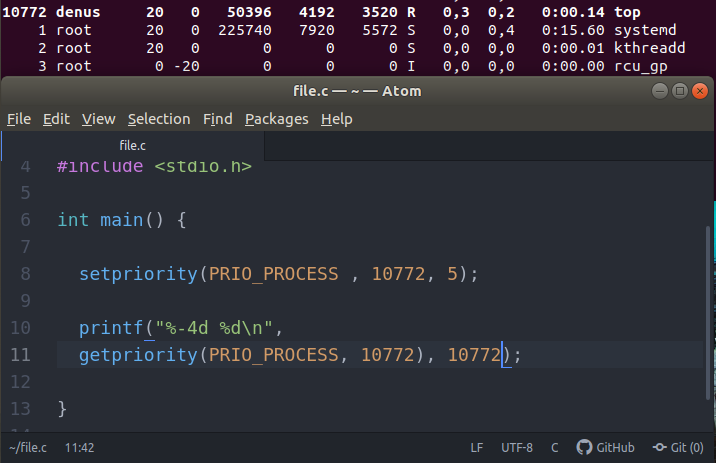 10772 denus 20 0 50396 4192 3520 R 0,3 0,2 0:00.14 top
1 root 20 0 225740 7920 5572 S 0,0 0,4 0:15.60 systemd
2 root 20 0 0 0 0 S 0,0 0,0 0:00.01 kthreadd
3 root 0 -20 0 0 0 I 0,0 0,0 0:00.00 rcu_gp
file.c — ~ — Atom
File Edit View Selection Find Packages Help
file.c
4 #include <stdio.h>
5
6 int main() {
7
8 setpriority(PRIO_PROCESS , 10772, 5);
9
10 printf("%-4d %d\n",
11 getpriority(PRIO_PROCESS, 10772), 10772);
12
13 }
~/file.c 11:42 LF UTF-8 C GitHub Git (0)